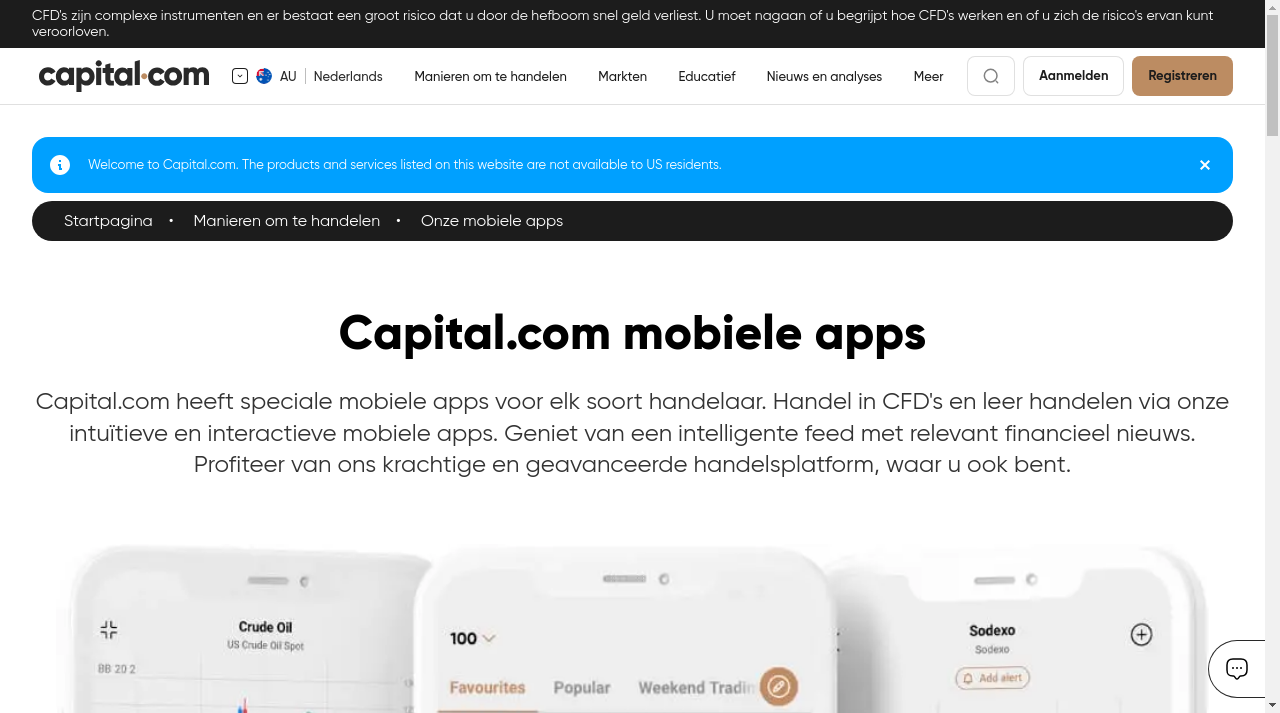 CFD's zijn complexe instrumenten en er bestaat een groot risico dat u door de hefboom snel geld verliest. U moet nagaan of u begrijpt hoe CFD's werken en of u zich de risico's ervan kunt
veroorloven.
capital.com
AU
Nederlands
Manieren om te handelen
Markten
Educatief
Nieuws en analyses
Meer
Aanmelden
Registreren
Welcome to Capital.com. The products and services listed on this website are not available to US residents.
Startpagina • Manieren om te handelen • Onze mobiele apps
Capital.com mobiele apps
Capital.com heeft speciale mobiele apps voor elk soort handelaar. Handel in CFD's en leer handelen via onze
intuïtieve en interactieve mobiele apps. Geniet van een intelligente feed met relevant financieel nieuws.
Profiteer van ons krachtige en geavanceerde handelsplatform, waar u ook bent.
Crude Oil
US Crude Oil Spot
BB 20 2
100
Favourites
Popular
Weekend Tradin
Sodexo
Sodexo
Add alert